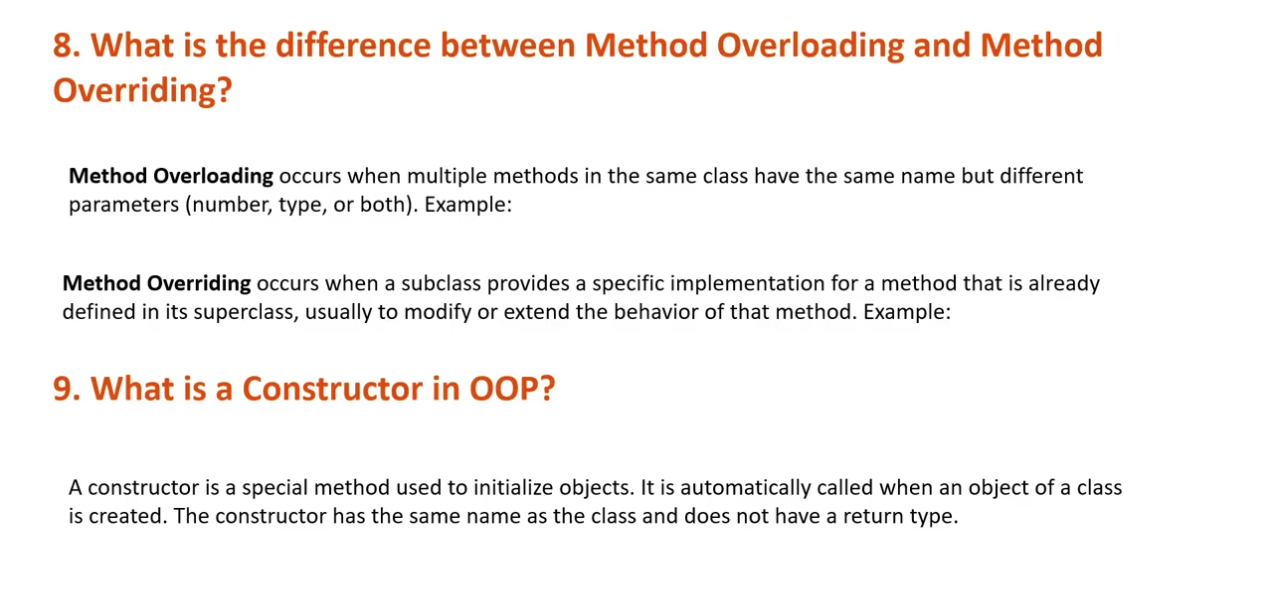 8. What is the difference between Method Overloading and Method
Overriding?
Method Overloading occurs when multiple methods in the same class have the same name but different
parameters (number, type, or both). Example:
Method Overriding occurs when a subclass provides a specific implementation for a method that is already
defined in its superclass, usually to modify or extend the behavior of that method. Example:
9. What is a Constructor in OOP?
A constructor is a special method used to initialize objects. It is automatically called when an object of a class
is created. The constructor has the same name as the class and does not have a return type.